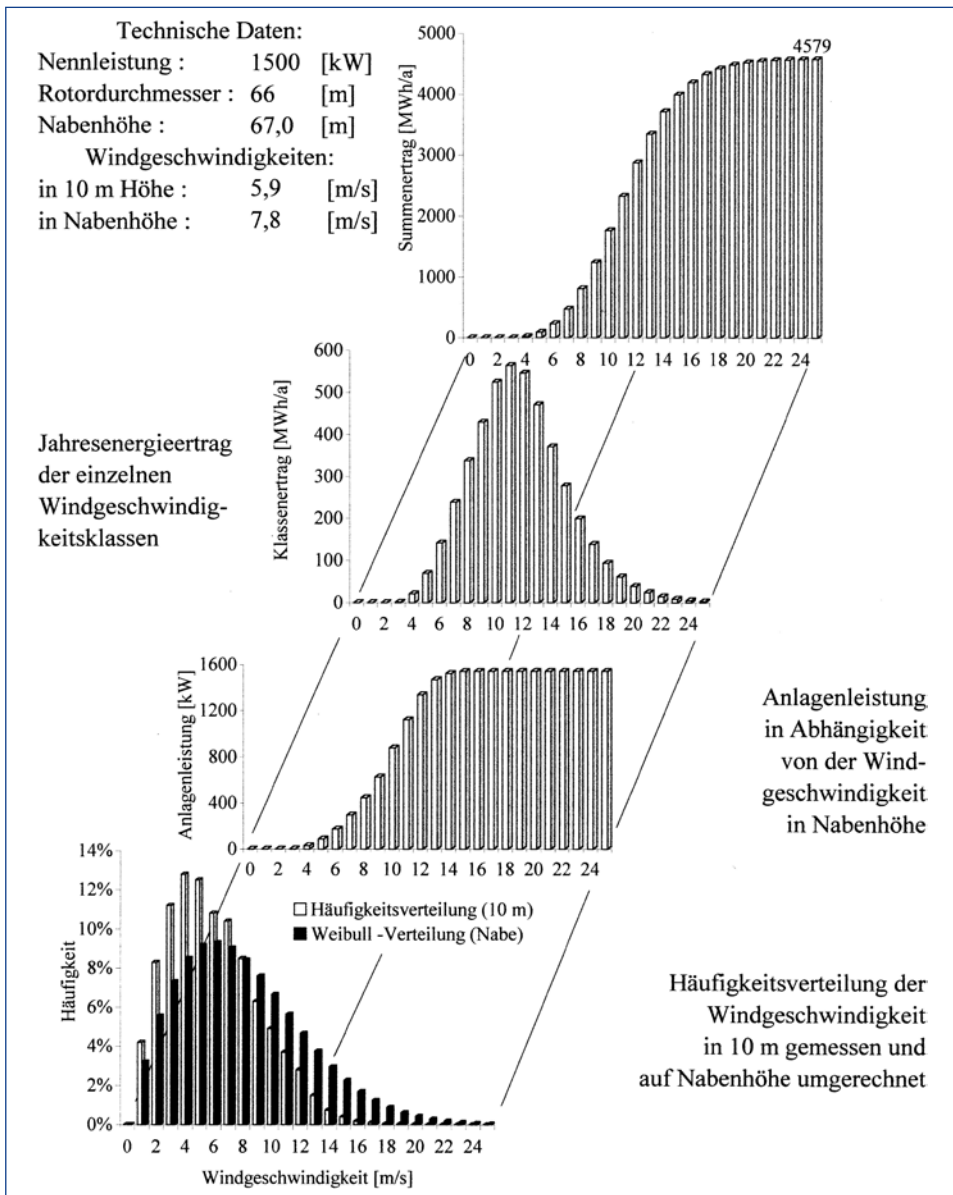 Technische Daten:
Nennleistung : 1500 [kW]
Rotordurchmesser : 66 [m]
Nabenhöhe : 67,0 [m]
Windgeschwindigkeiten:
in 10 m Höhe : 5,9 [m/s]
in Nabenhöhe : 7,8 [m/s]
Summenertrag [MWh/a]
5000
4000
3000
2000
1000
0
4579
0 2 4 6 8 10 12 14 16 18 20 22 24
Jahresenergieertrag
der einzelnen
Windgeschwindig-
keitsklassen
Klassenertrag [MWh/a]
600
500
400
300
200
100
0
0 2 4 6 8 10 12 14 16 18 20 22 24
Anlagenleistung [kW]
1600
1200
800
400
0
0 2 4 6 8 10 12 14 16 18 20 22 24
Anlagenleistung
in Abhängigkeit
von der Wind-
geschwindigkeit
in Nabenhöhe
Häufigkeit
14%
12%
10%
8%
6%
4%
2%
0%
Häufigkeitsverteilung (10 m)
Weibull -Verteilung (Nabe)
0 2 4 6 8 10 12 14 16 18 20 22 24
Windgeschwindigkeit [m/s]
Häufigkeitsverteilung der
Windgeschwindigkeit
in 10 m gemessen und
auf Nabenhöhe umgerechnet